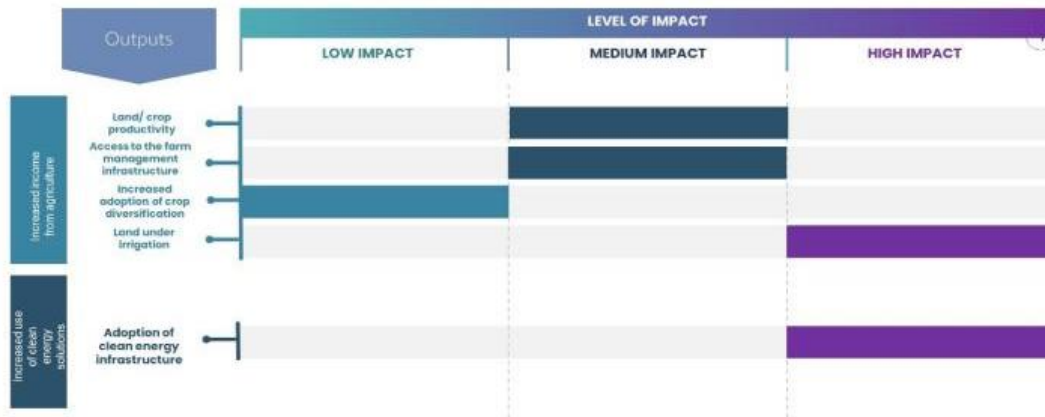 Outputs
LEVEL OF IMPACT
LOW IMPACT
MEDIUM IMPACT
HIGH IMPACT
Increased income
from agriculture
Land/ crop
productivity
Access to the farm
management
infrastructure
Increased
adoption of crop
diversification
Land under
irrigation
Increased use
of clean
energy
solutions
Adoption of
clean energy
infrastructure